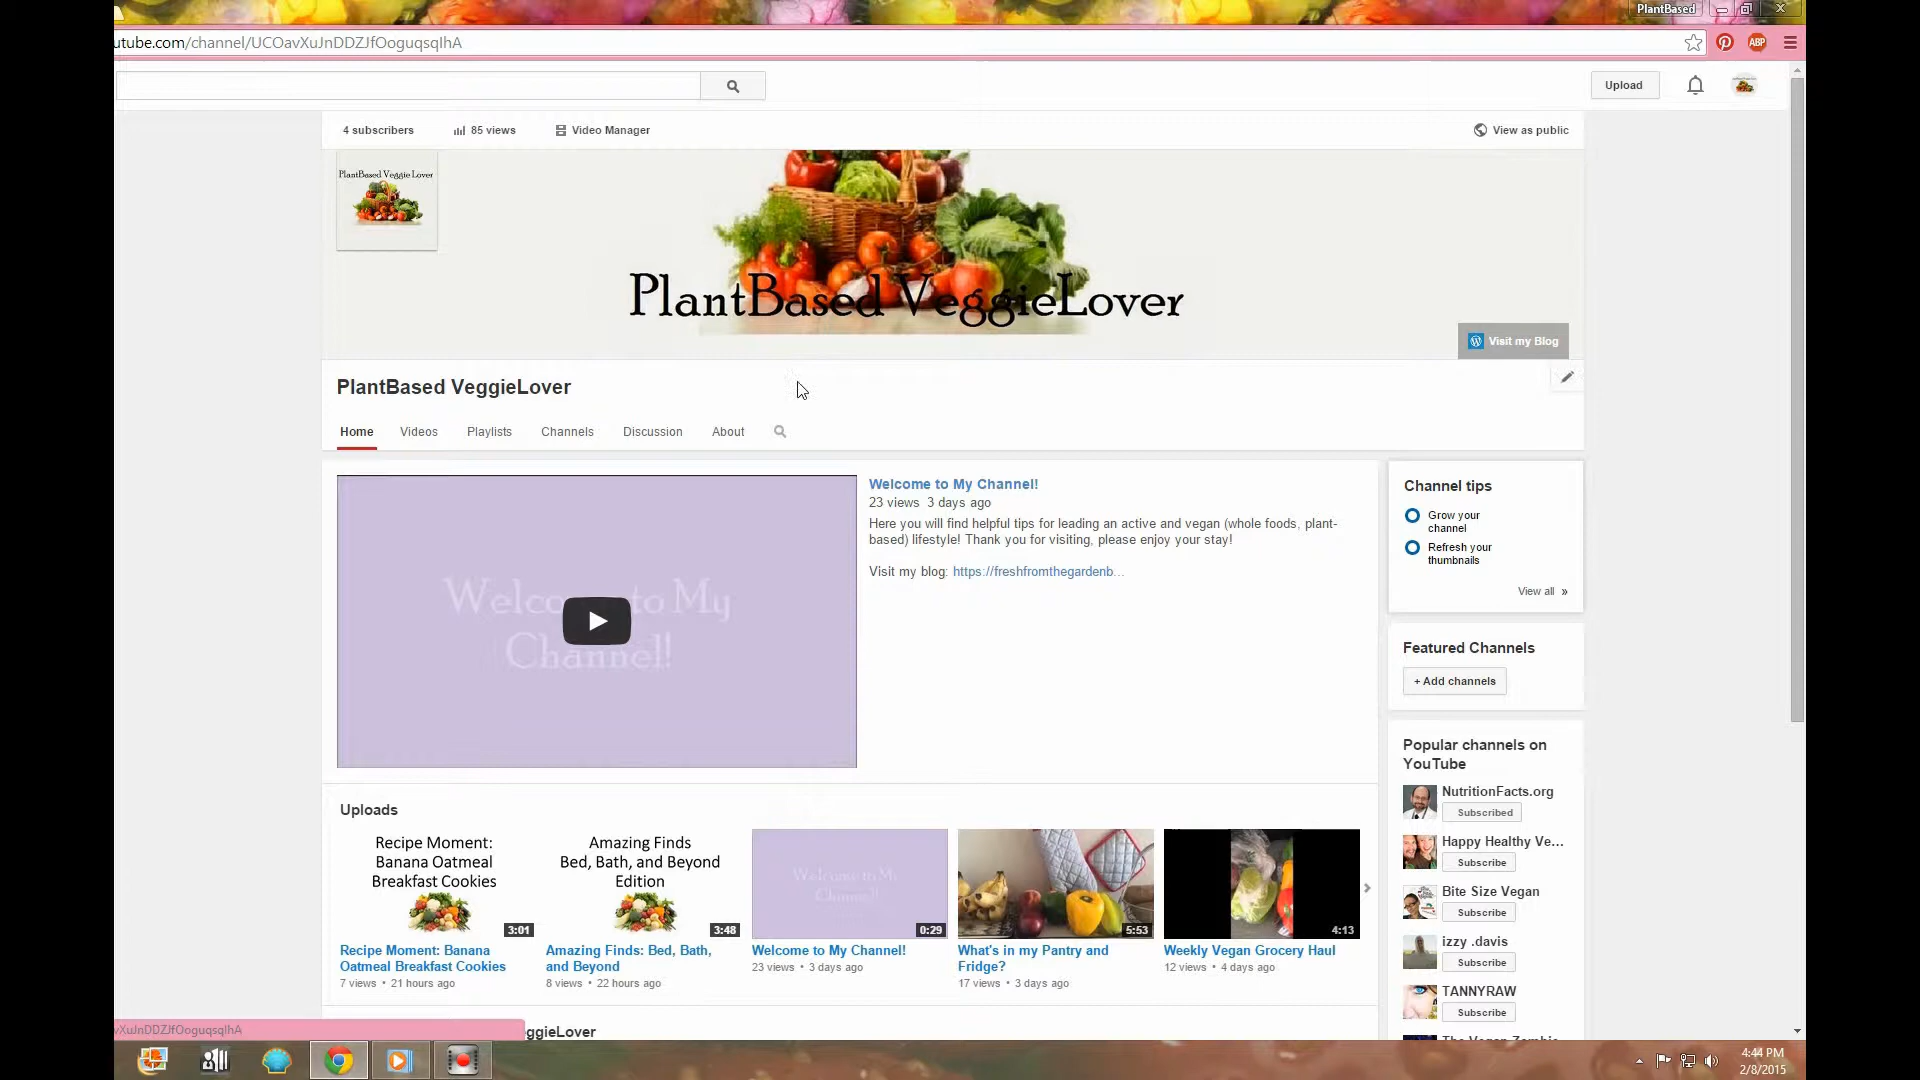 PlantBased
utube.com/channel/UCOavXuJnDDZJfOoguqsqIhA
ABP
Upload
4 subscribers
85 views
Video Manager
View as public
PlantBased Veggie Lover
PlantBased VeggieLover
Visit my Blog
PlantBased VeggieLover
Home
Videos
Playlists
Channels
Discussion
About
Welcome to My
Channel!
Welcome to My Channel!
23 views 3 days ago
Here you will find helpful tips for leading an active and vegan (whole foods, plant-
based) lifestyle! Thank you for visiting, please enjoy your stay!
Visit my blog: https://freshfromthegardenb...
Channel tips
Grow your
channel
Refresh your
thumbnails
View all »
Featured Channels
+ Add channels
Popular channels on
YouTube
NutritionFacts.org
Subscribed
Happy Healthy Ve...
Subscribe
Bite Size Vegan
Subscribe
izzy .davis
Subscribe
TANNYRAW
Subscribe
Uploads
Recipe Moment:
Banana Oatmeal
Breakfast Cookies
3:01
Recipe Moment: Banana
Oatmeal Breakfast Cookies
7 views • 21 hours ago
Amazing Finds
Bed, Bath, and Beyond
Edition
3:48
Amazing Finds: Bed, Bath,
and Beyond
8 views • 22 hours ago
Welcome to My
Channel!
0:29
Welcome to My Channel!
23 views • 3 days ago
5:53
What's in my Pantry and
Fridge?
17 views • 3 days ago
4:13
Weekly Vegan Grocery Haul
12 views • 4 days ago
vXuJnDDZJfOoguqsqIhA
ggieLover
4:44 PM
2/8/2015